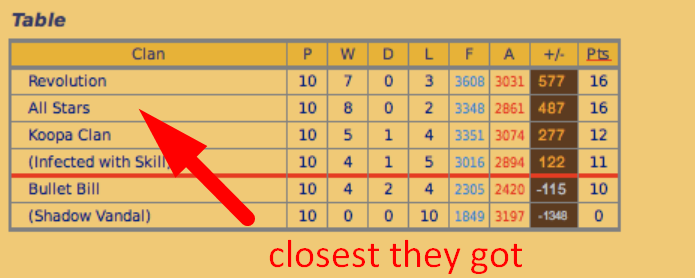 Table
Clan P W D L F A +/- Pts
Revolution 10 7 0 3 3608 3031 577 16
All Stars 10 8 0 2 3348 2861 487 16
Koopa Clan 10 5 1 4 3351 3074 277 12
(Infected with Skill) 10 4 1 5 3016 2894 122 11
Bullet Bill 10 4 2 4 2305 2420 -115 10
(Shadow Vandal) 10 0 0 10 1849 3197 -1348 0
closest they got